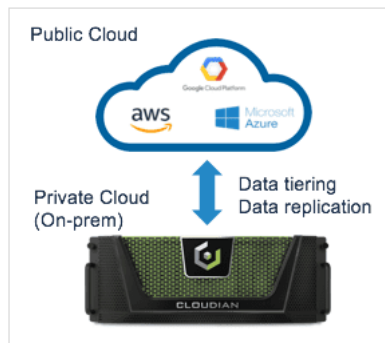 Public Cloud
Google Cloud Platform
aws
Microsoft
Azure
Private Cloud
(On-prem)
Data tiering
Data replication
CLOUDIAN